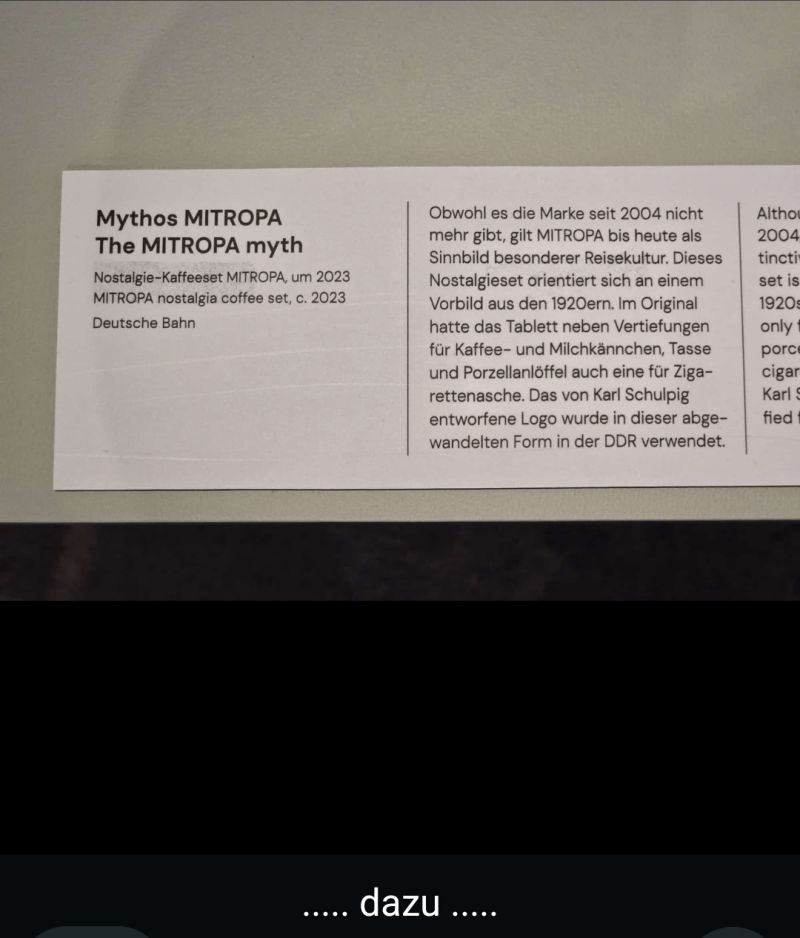 Mythos MITROPA
The MITROPA myth
Nostalgie-Kaffeeset MITROPA, um 2023
MITROPA nostalgia coffee set, c. 2023
Deutsche Bahn
Obwohl es die Marke seit 2004 nicht
mehr gibt, gilt MITROPA bis heute als
Sinnbild besonderer Reisekultur. Dieses
Nostalgieset orientiert sich an einem
Vorbild aus den 1920ern. Im Original
hatte das Tablett neben Vertiefungen
für Kaffee- und Milchkännchen, Tasse
und Porzellanlöffel auch eine für Ziga-
rettenasche. Das von Karl Schulpig
entworfene Logo wurde in dieser abge-
wandelten Form in der DDR verwendet.
2004
set is
1920s
only
Karl
fied
..... dazu .....